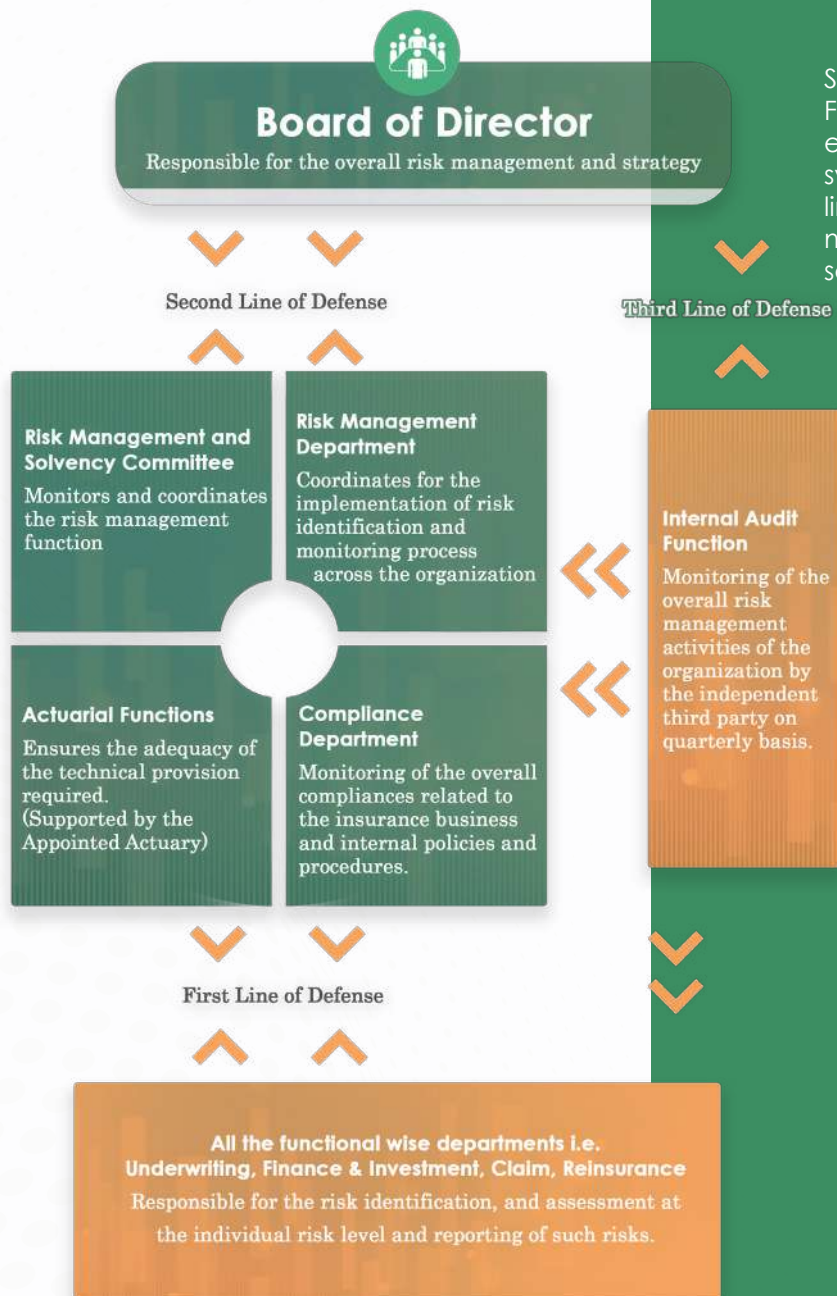 Board of Director
Responsible for the overall risk management and strategy
Second Line of Defense
Third Line of Defense
Risk Management and
Solvency Committee
Monitors and coordinates
the risk management
function
Risk Management
Department
Coordinates for the
implementation of risk
identification and
monitoring process
across the organization
Internal Audit
Function
Monitoring of the
overall risk
management
activities of the
organization by
the independent
third party on
quarterly basis.
Actuarial Functions
Ensures the adequacy of
the technical provision
required.
(Supported by the
Appointed Actuary)
Compliance
Department
Monitoring of the overall
compliances related to
the insurance business
and internal policies and
procedures.
First Line of Defense
All the functional wise departments i.e.
Underwriting, Finance & Investment, Claim, Reinsurance
Responsible for the risk identification, and assessment at
the individual risk level and reporting of such risks.